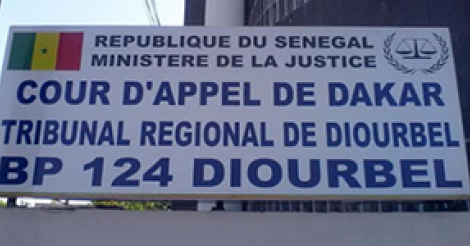 REPUBLIQUE DU SENEGAL
MINISTERE DE LA JUSTICE
COUR D'APPEL DE DAKAR
TRIBUNAL REGIONAL DE DIOURBEL
BP 124 DIOURBEL